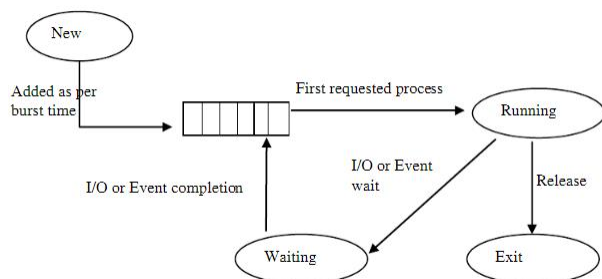 New
Added as per
burst time
First requested process
Running
I/O or Event completion
I/O or Event
wait
Release
Waiting
Exit